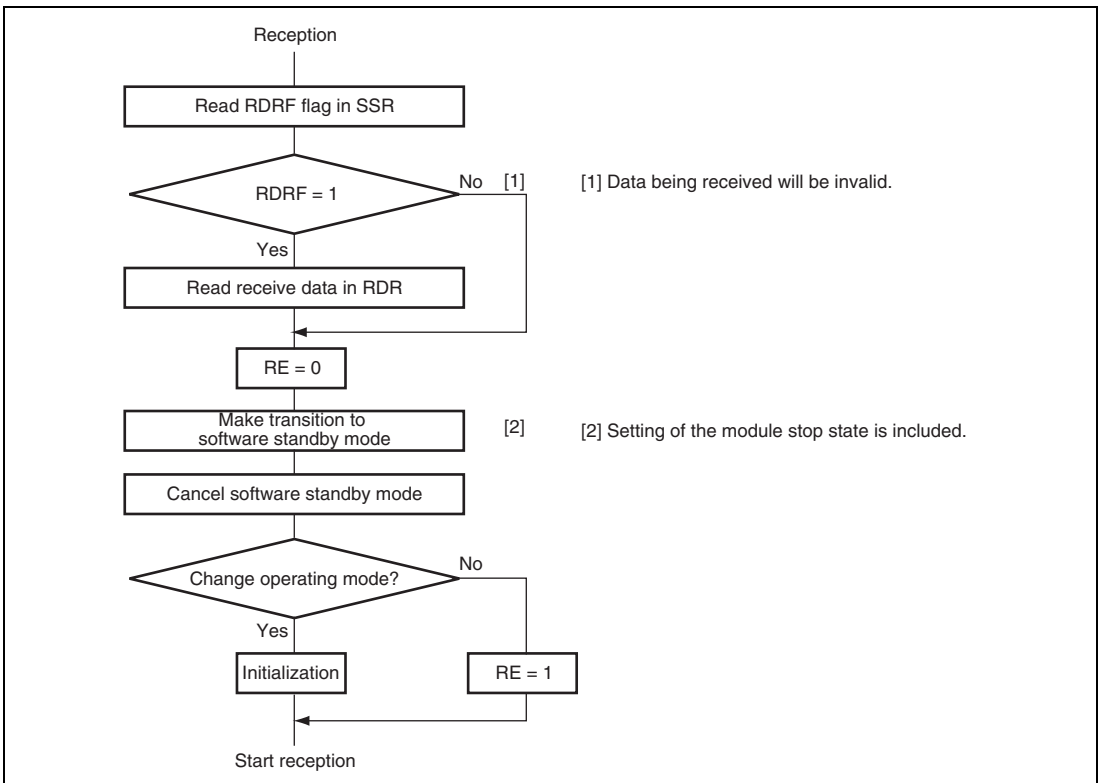 Reception
Read RDRF flag in SSR
RDRF = 1
No [1]
[1] Data being received will be invalid.
Yes
Read receive data in RDR
RE = 0
Make transition to
software standby mode
[2]
[2] Setting of the module stop state is included.
Cancel software standby mode
Change operating mode?
No
Yes
Initialization
RE = 1
Start reception